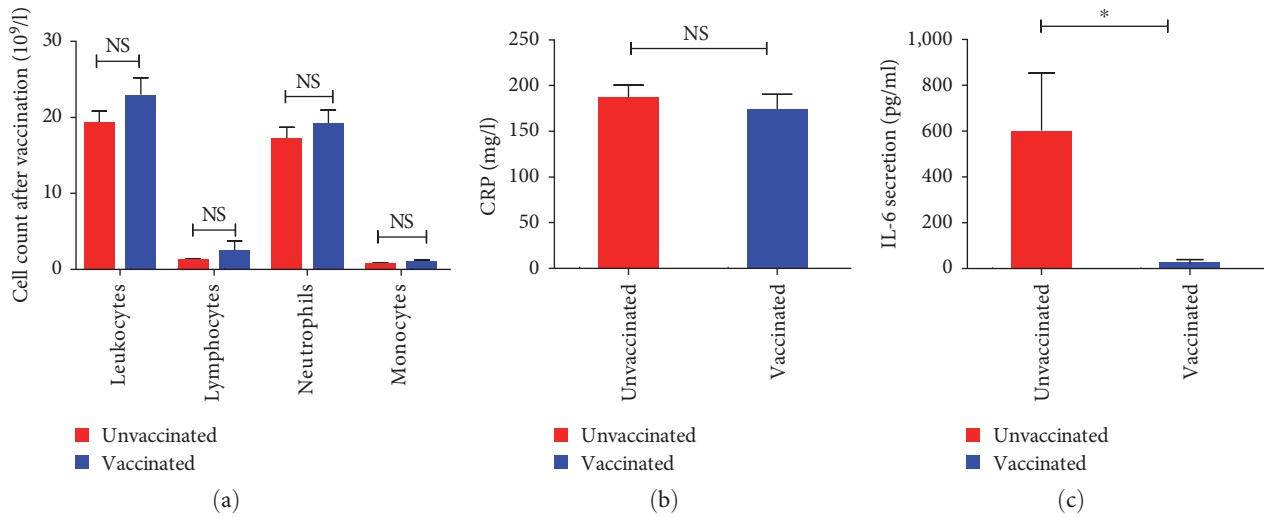 Cell count after vaccination (10⁹/l)
30
20
10
0
NS
NS
NS
NS
Leukocytes
Lymphocytes
Neutrophils
Monocytes
Unvaccinated
Vaccinated
(a)
CRP (mg/l)
250
200
150
100
50
0
NS
Unvaccinated
Vaccinated
Unvaccinated
Vaccinated
(b)
IL-6 secretion (pg/ml)
1,000
800
600
400
200
0
*
Unvaccinated
Vaccinated
Unvaccinated
Vaccinated
(c)